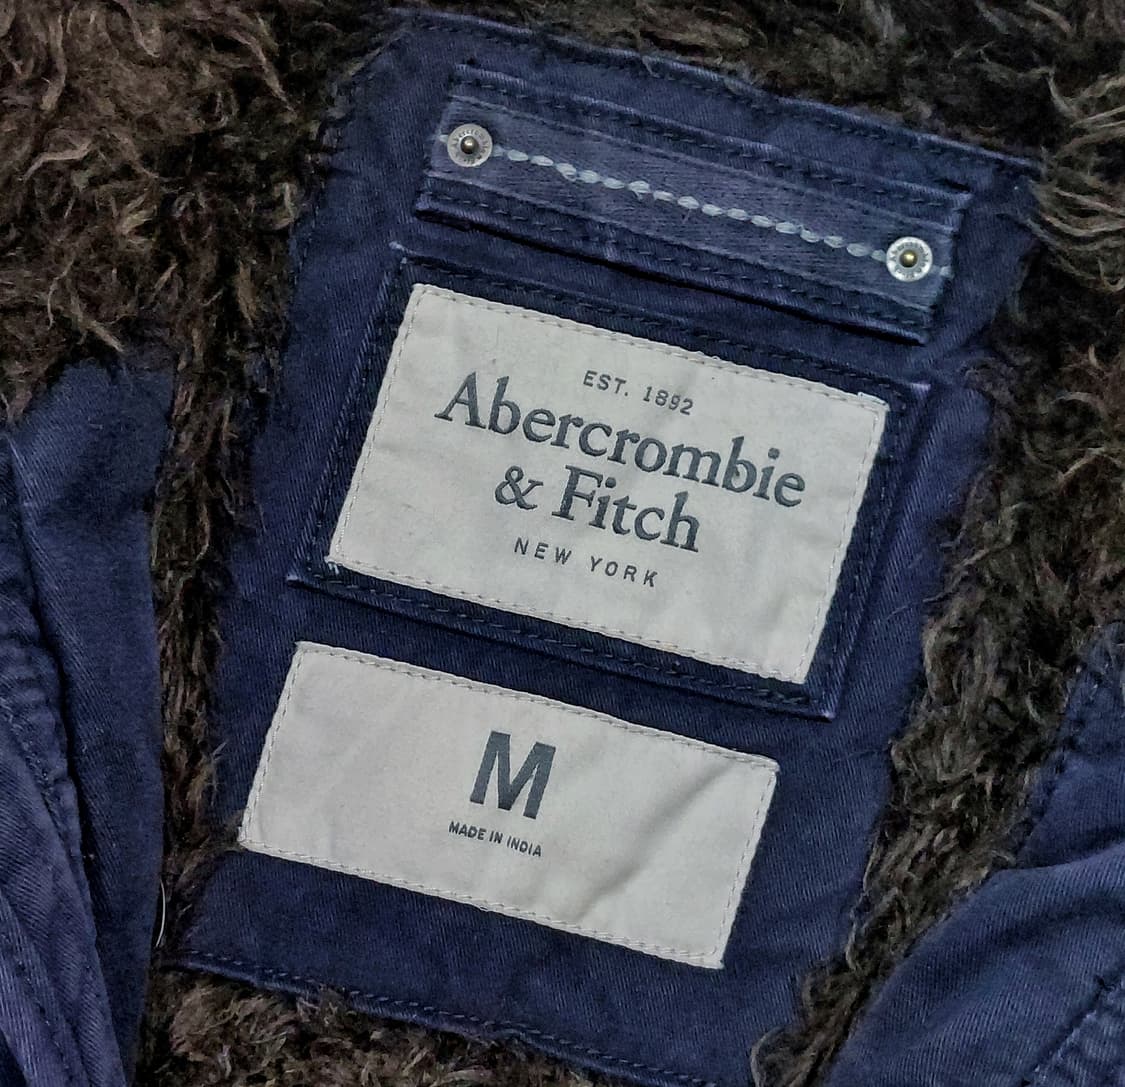 EST. 1892
Abercrombie
& Fitch
NEW YORK
M
MADE IN INDIA